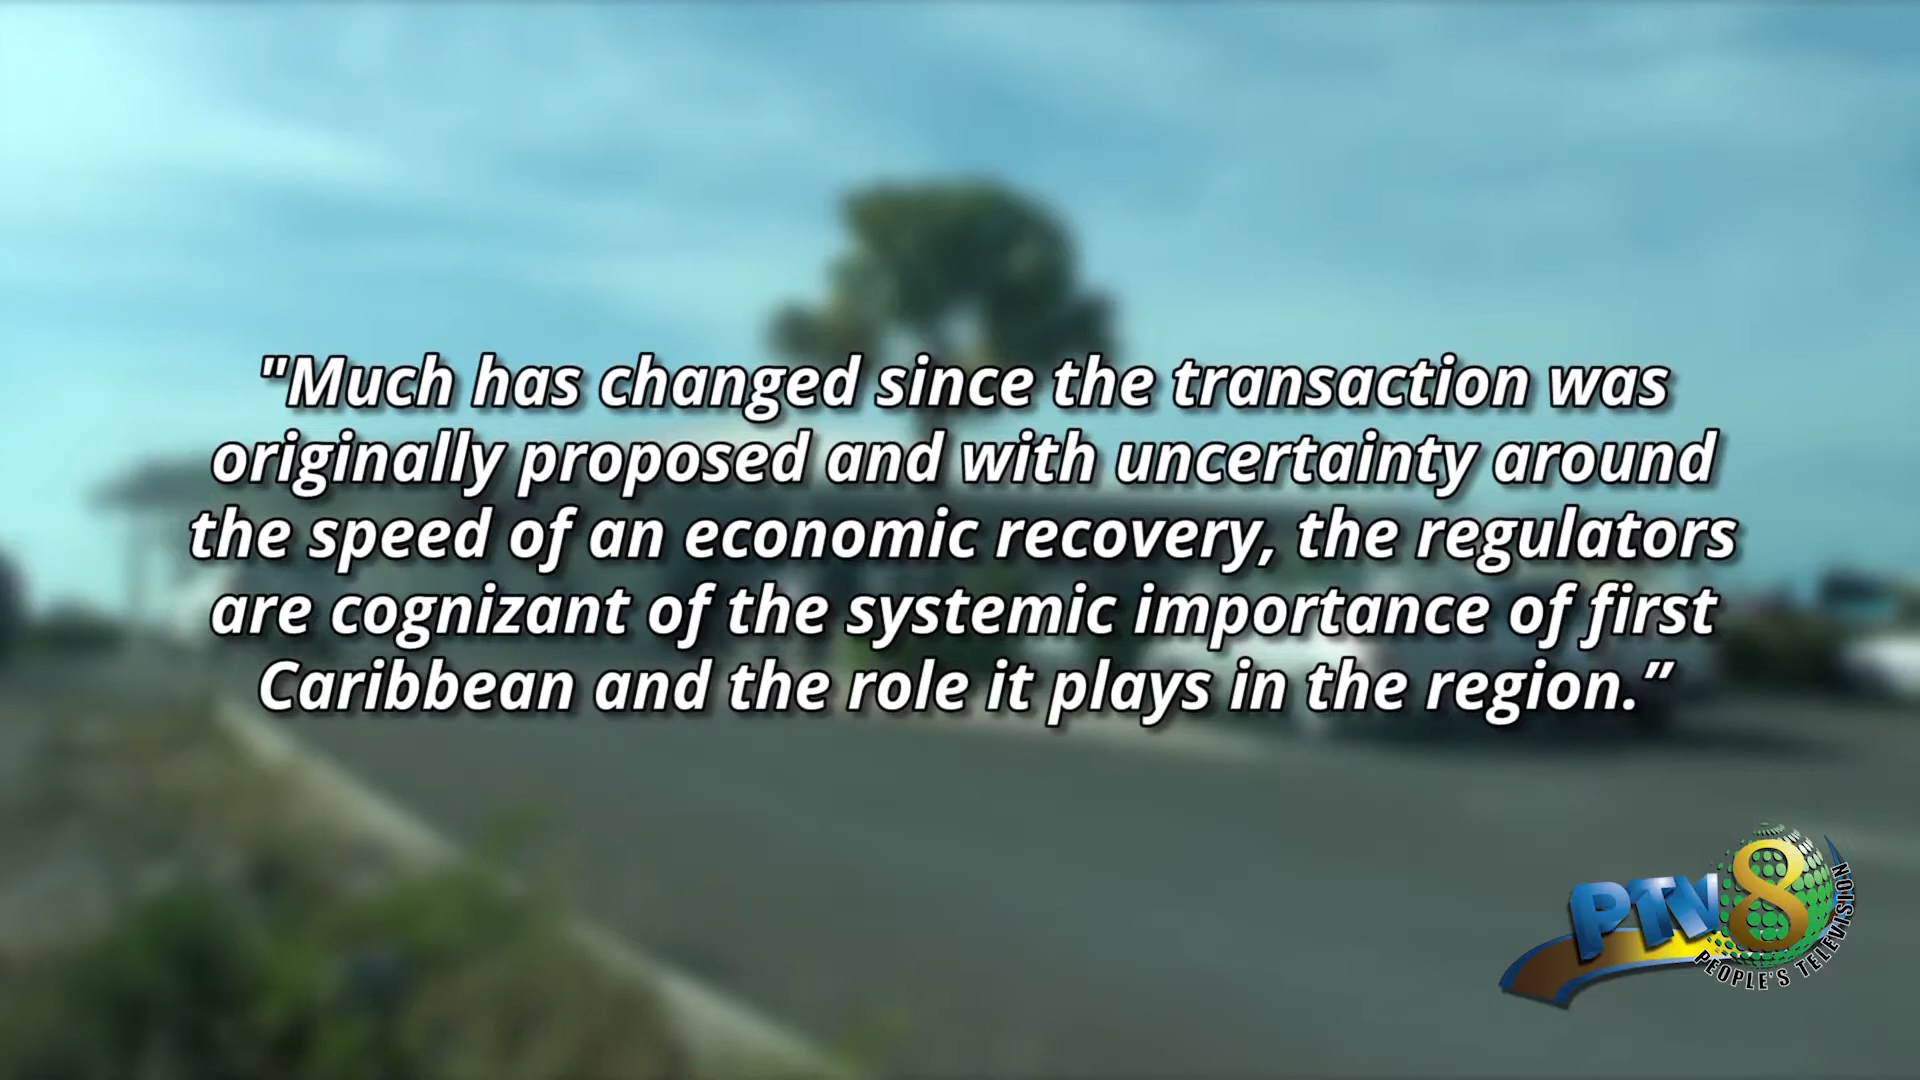 "Much has changed since the transaction was
originally proposed and with uncertainty around
the speed of an economic recovery, the regulators
are cognizant of the systemic importance of first
Caribbean and the role it plays in the region.”
PTV8
PEOPLE'S TELEVISION